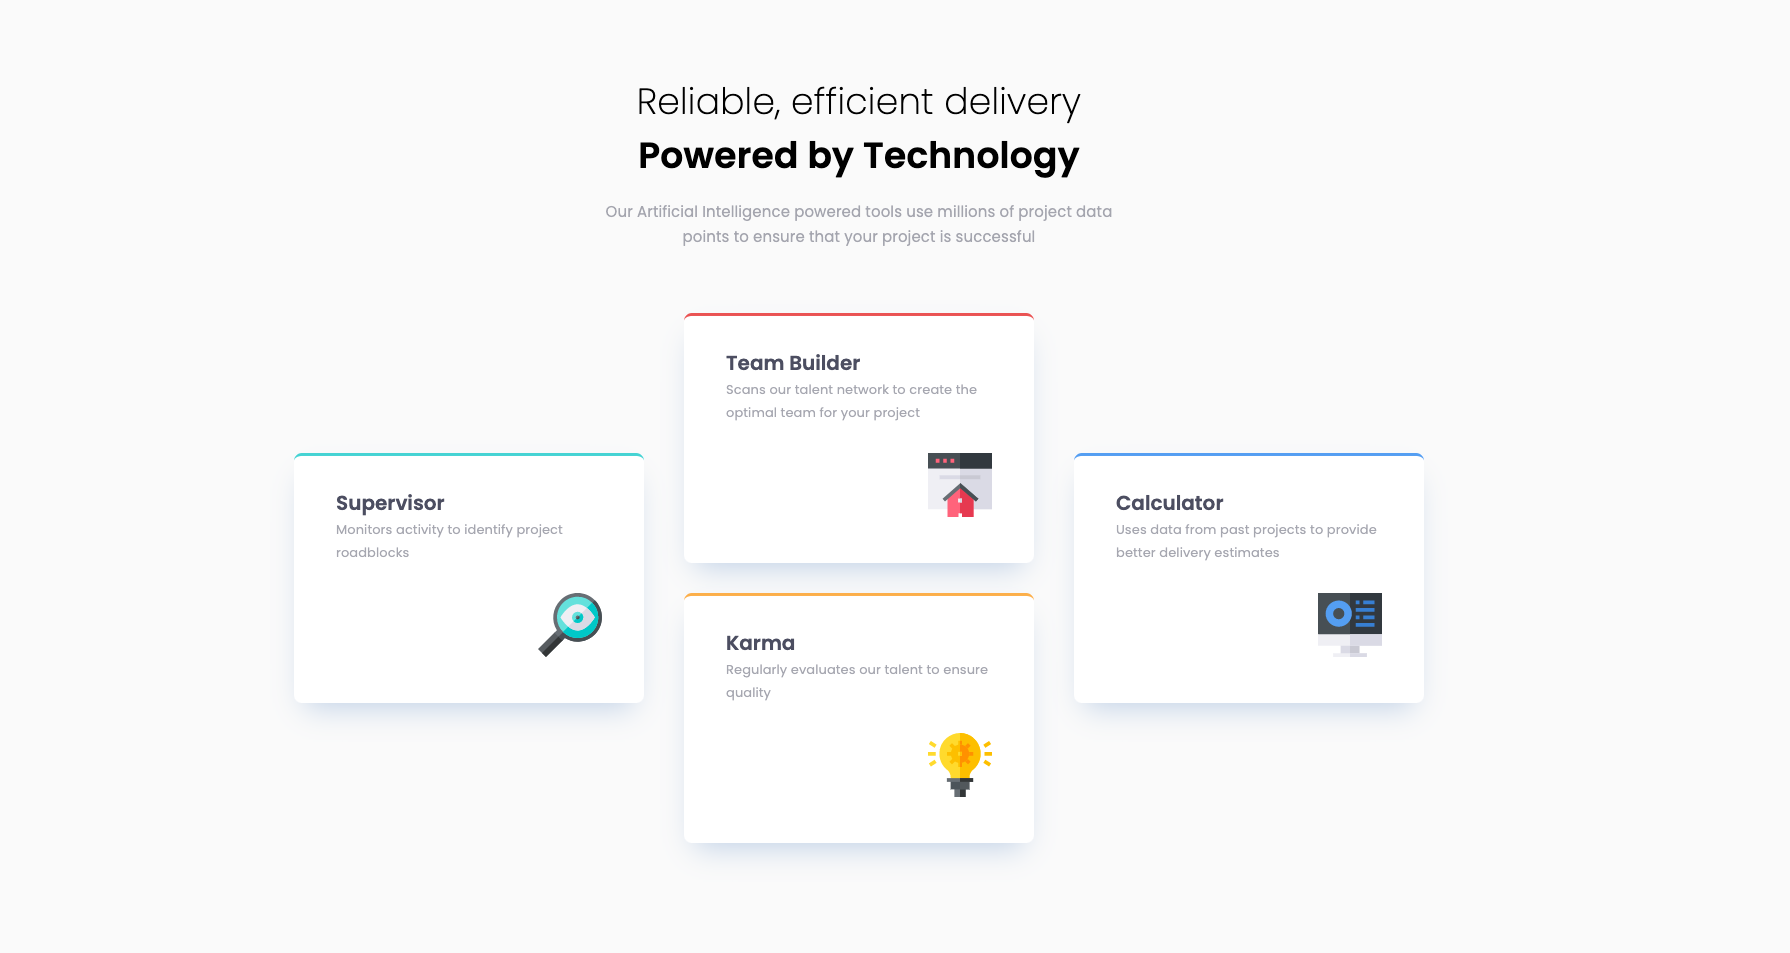 Reliable, efficient delivery
Powered by Technology
Our Artificial Intelligence powered tools use millions of project data
points to ensure that your project is successful
Supervisor
Monitors activity to identify project
roadblocks
Team Builder
Scans our talent network to create the
optimal team for your project
Karma
Regularly evaluates our talent to ensure
quality
Calculator
Uses data from past projects to provide
better delivery estimates